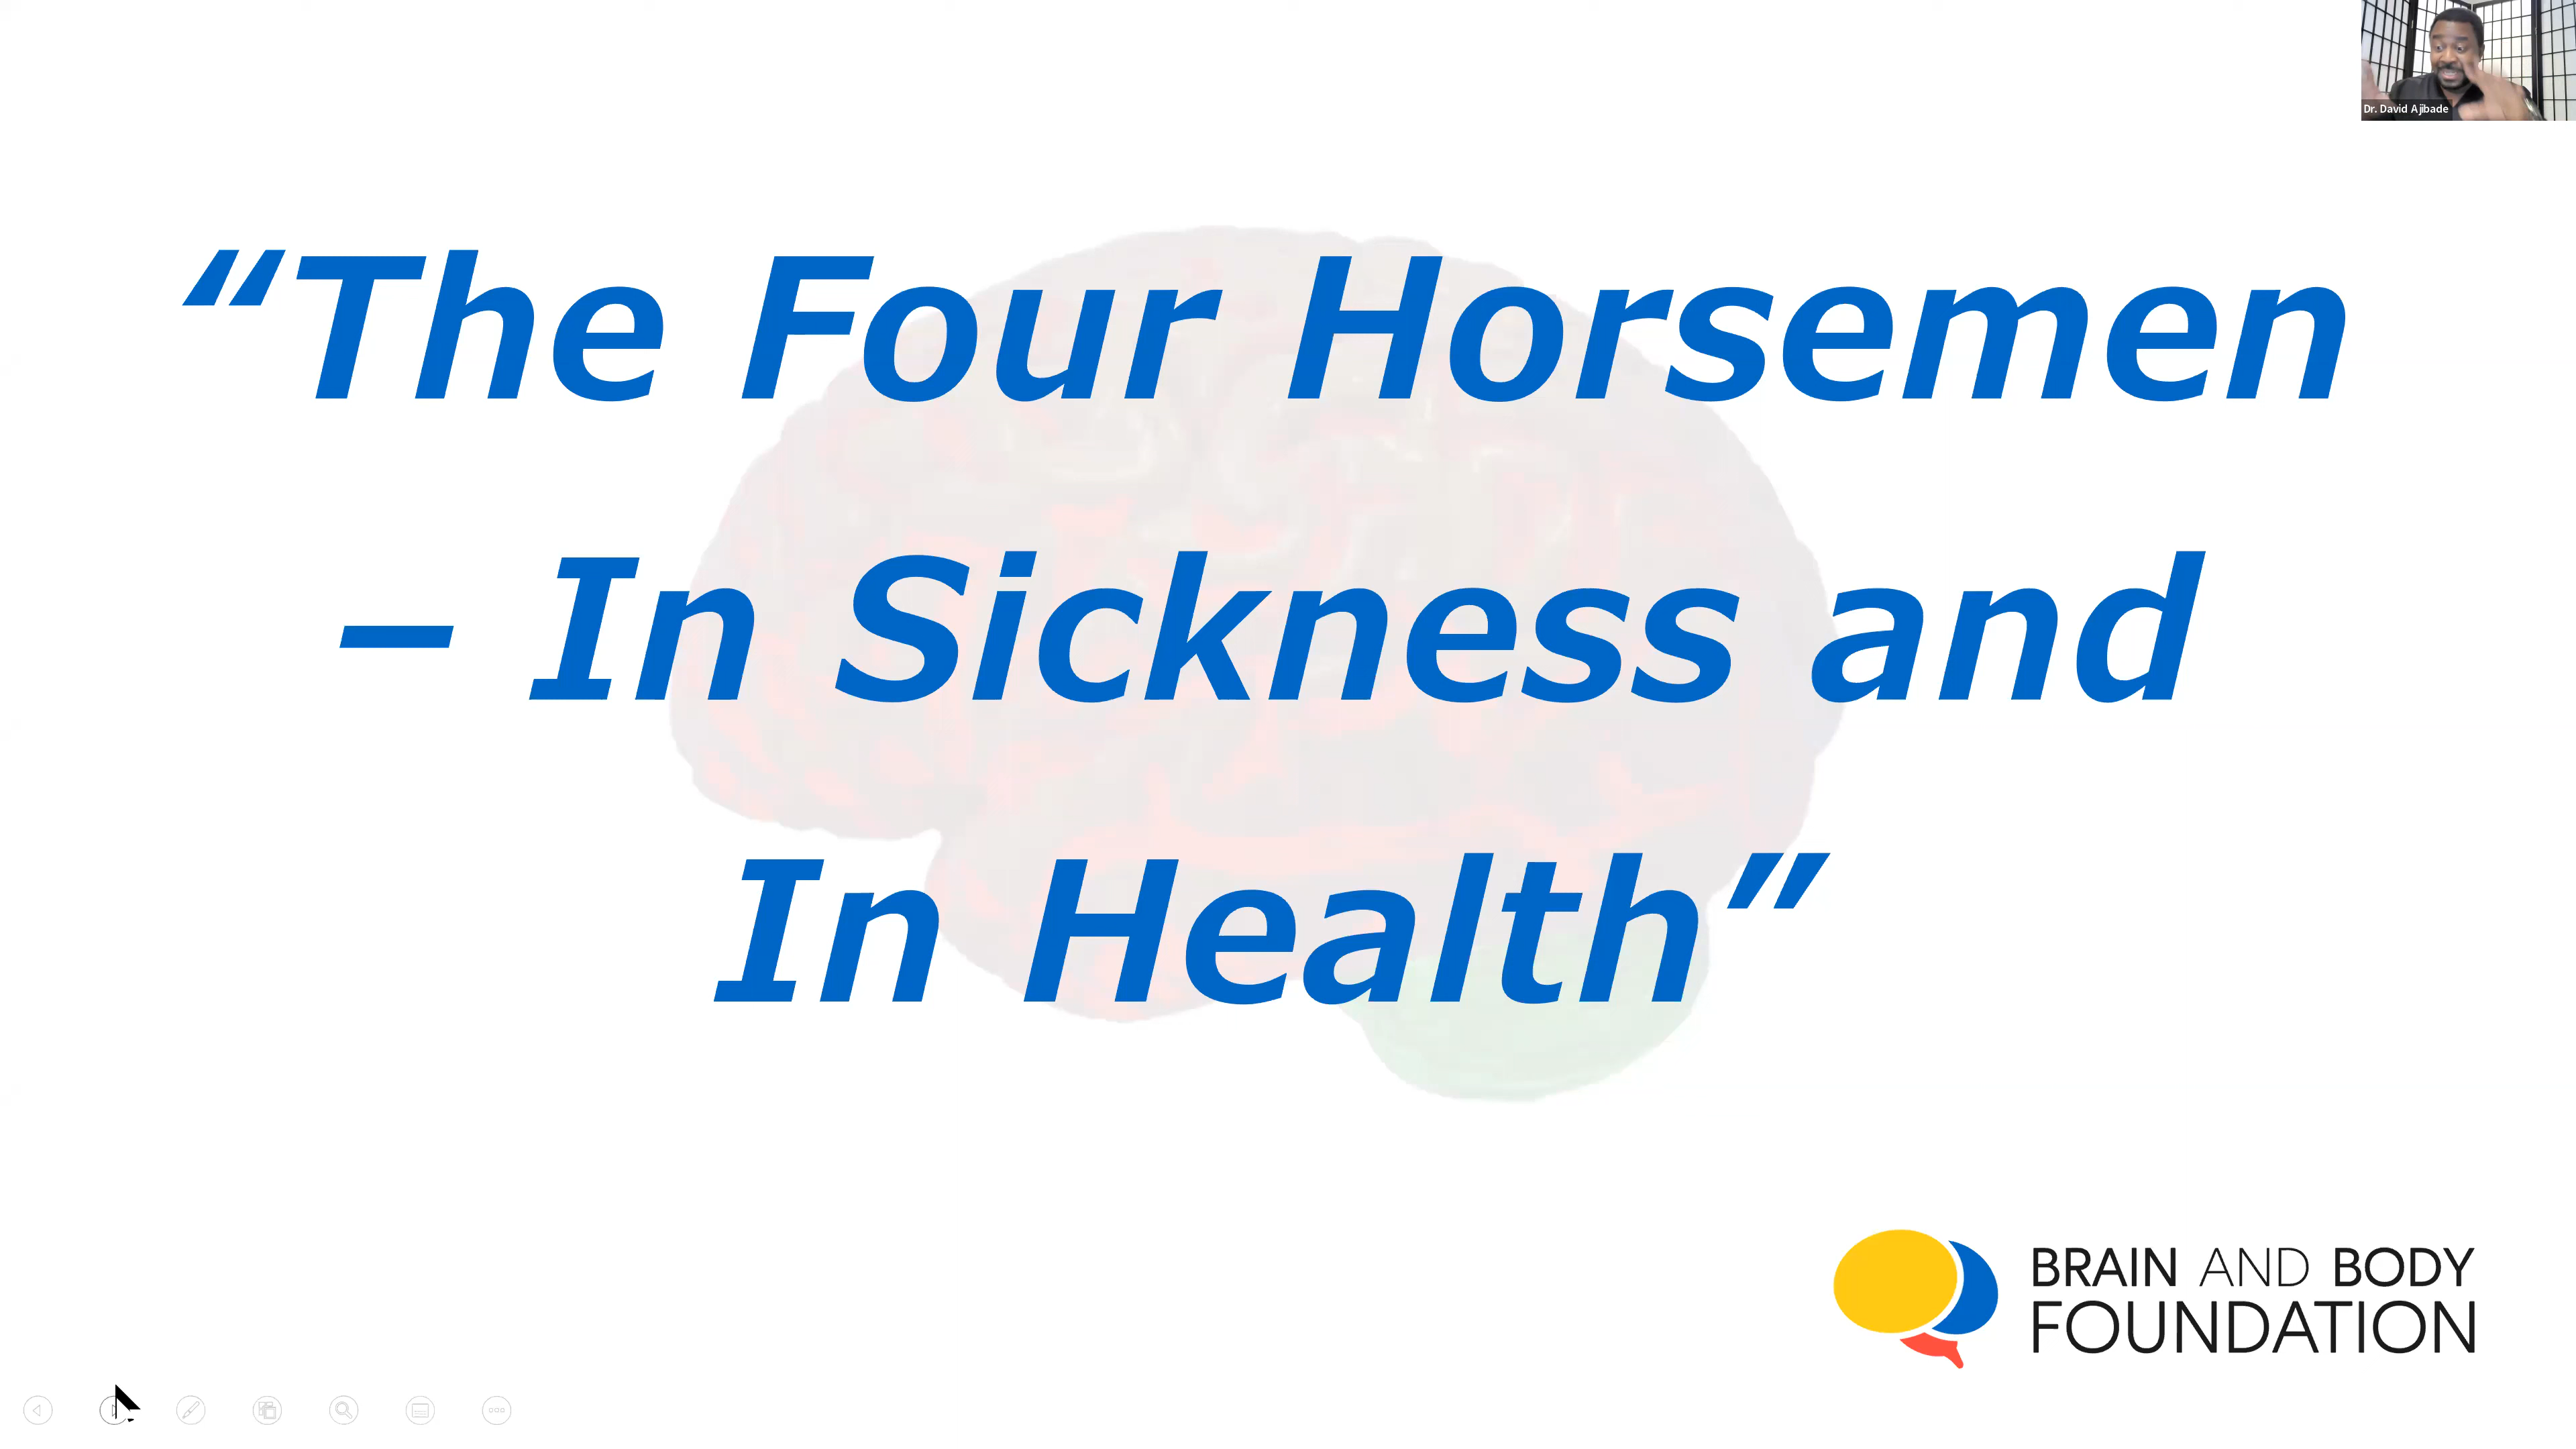 Dr. David Ajibade
“The Four Horsemen
– In Sickness and
In Health”
BRAIN AND BODY
FOUNDATION